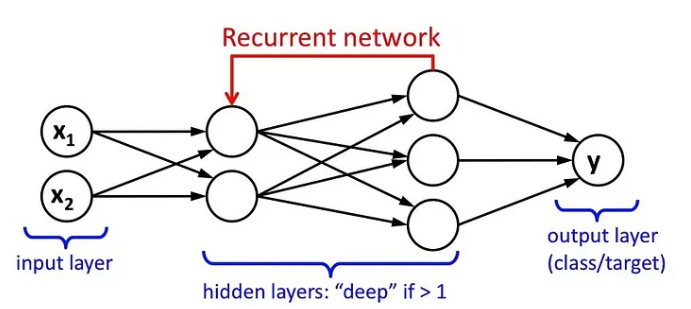 Recurrent network
x₁
x₂
y
input layer
hidden layers: “deep” if > 1
output layer
(class/target)